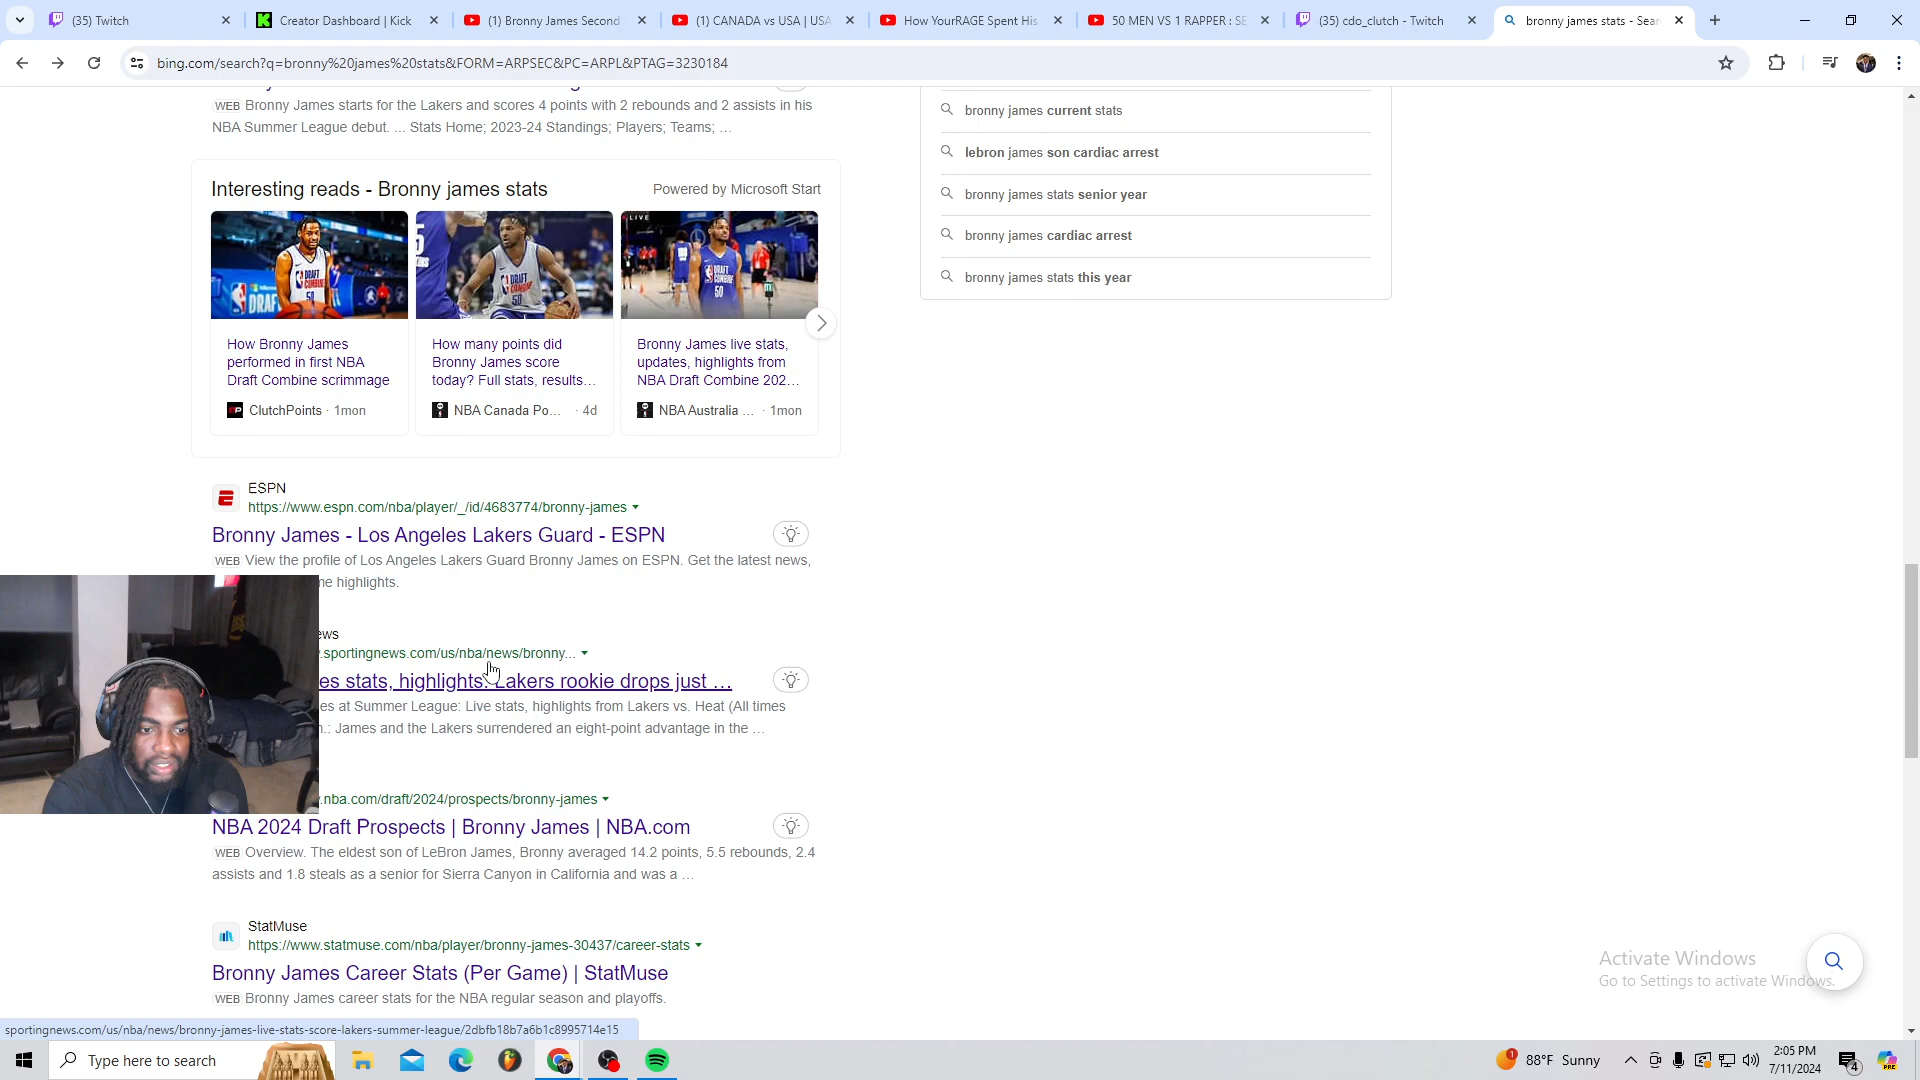 (35) Twitch
Creator Dashboard | Kick
(1) Bronny James Second
(1) CANADA vs USA | USA
How YourRAGE Spent His
50 MEN VS 1 RAPPER : SE
(35) cdo_clutch - Twitch
bronny james stats - Sear
bing.com/search?q=bronny%20james%20stats&FORM=ARPSEC&PC=ARPL&PTAG=3230184
WEB Bronny James starts for the Lakers and scores 4 points with 2 rebounds and 2 assists in his
NBA Summer League debut. ... Stats Home; 2023-24 Standings; Players; Teams; ...
bronny james current stats
lebron james son cardiac arrest
bronny james stats senior year
bronny james cardiac arrest
bronny james stats this year
Interesting reads - Bronny james stats
Powered by Microsoft Start
LIVE
How Bronny James
performed in first NBA
Draft Combine scrimmage
ClutchPoints · 1mon
How many points did
Bronny James score
today? Full stats, results...
NBA Canada Po... · 4d
Bronny James live stats,
updates, highlights from
NBA Draft Combine 202...
NBA Australia ... · 1mon
ESPN
https://www.espn.com/nba/player/_/id/4683774/bronny-james
Bronny James - Los Angeles Lakers Guard - ESPN
WEB View the profile of Los Angeles Lakers Guard Bronny James on ESPN. Get the latest news,
me highlights.
ews
.sportingnews.com/us/nba/news/bronny...
es stats, highlights: Lakers rookie drops just ...
es at Summer League: Live stats, highlights from Lakers vs. Heat (All times
.: James and the Lakers surrendered an eight-point advantage in the ...
.nba.com/draft/2024/prospects/bronny-james
NBA 2024 Draft Prospects | Bronny James | NBA.com
WEB Overview. The eldest son of LeBron James, Bronny averaged 14.2 points, 5.5 rebounds, 2.4
assists and 1.8 steals as a senior for Sierra Canyon in California and was a ...
StatMuse
https://www.statmuse.com/nba/player/bronny-james-30437/career-stats
Bronny James Career Stats (Per Game) | StatMuse
WEB Bronny James career stats for the NBA regular season and playoffs.
Activate Windows
Go to Settings to activate Windows.
sportingnews.com/us/nba/news/bronny-james-live-stats-score-lakers-summer-league/2dbfb18b7a6b1c8995714e15
Type here to search
1
88°F Sunny
2:05 PM
7/11/2024
4
PRE